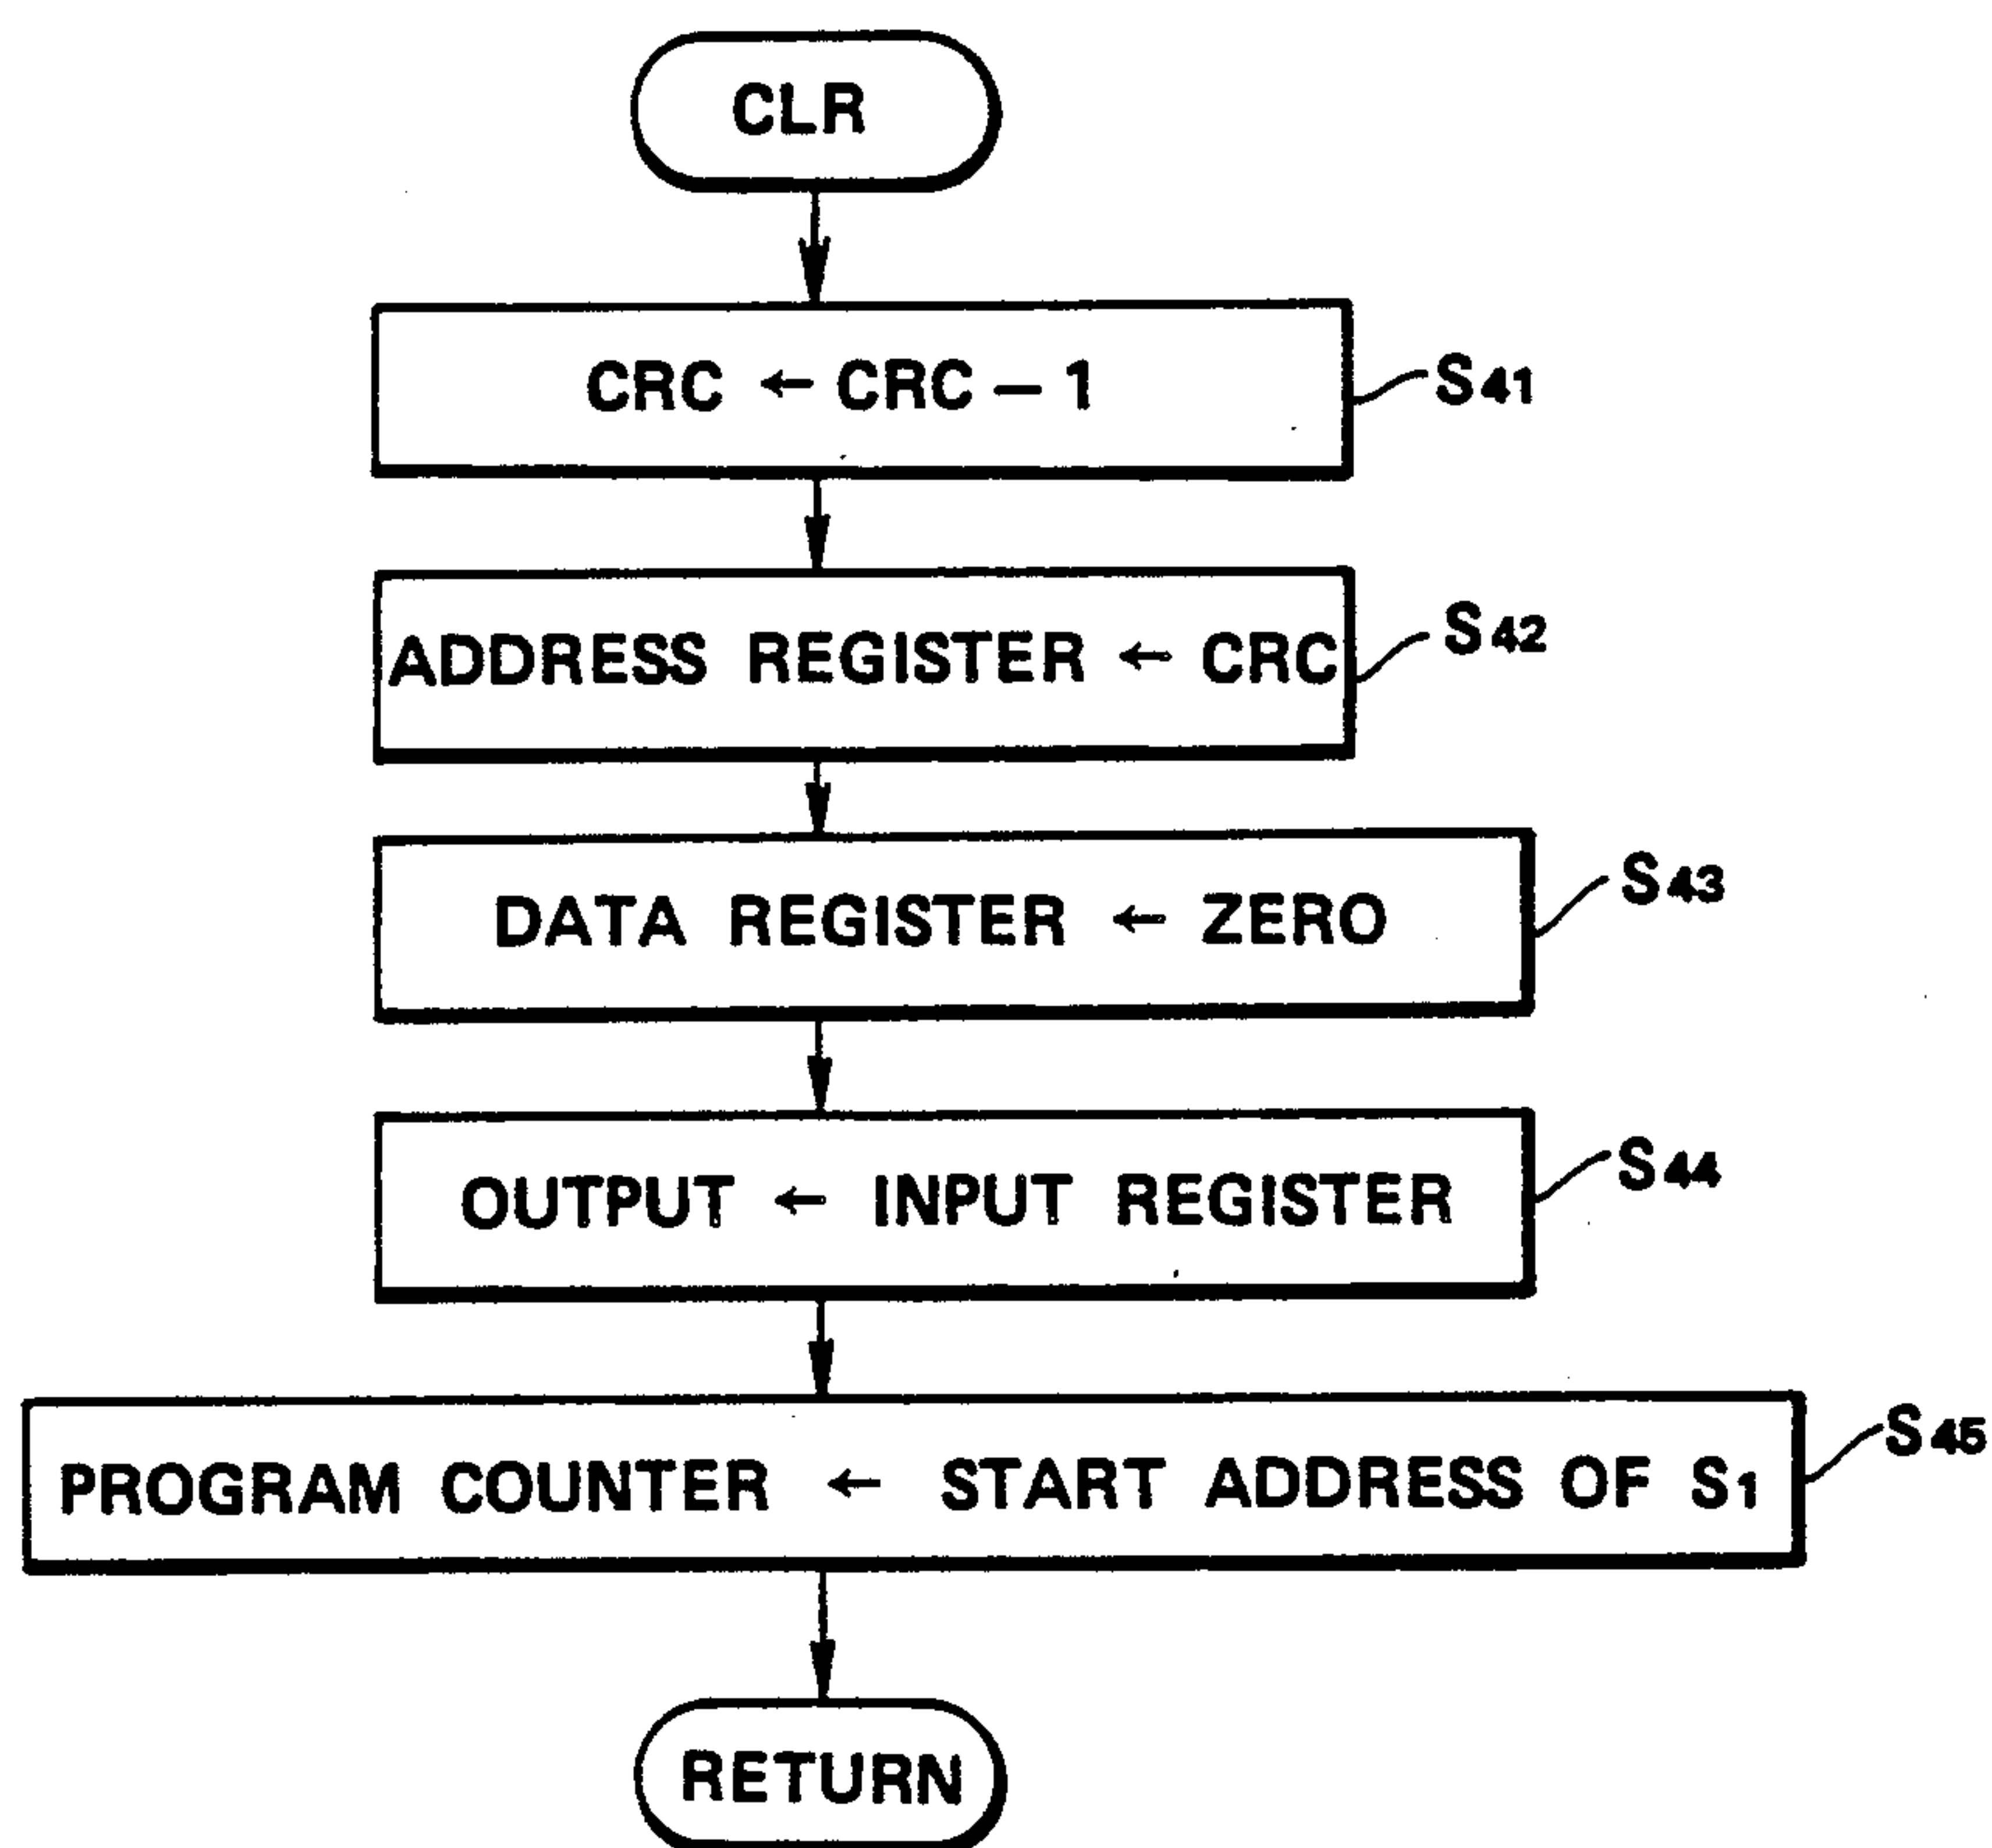 CLR
CRC ← CRC – 1
S41
ADDRESS REGISTER ← CRC
S42
DATA REGISTER ← ZERO
S43
OUTPUT ← INPUT REGISTER
S44
PROGRAM COUNTER ← START ADDRESS OF S1
S45
RETURN